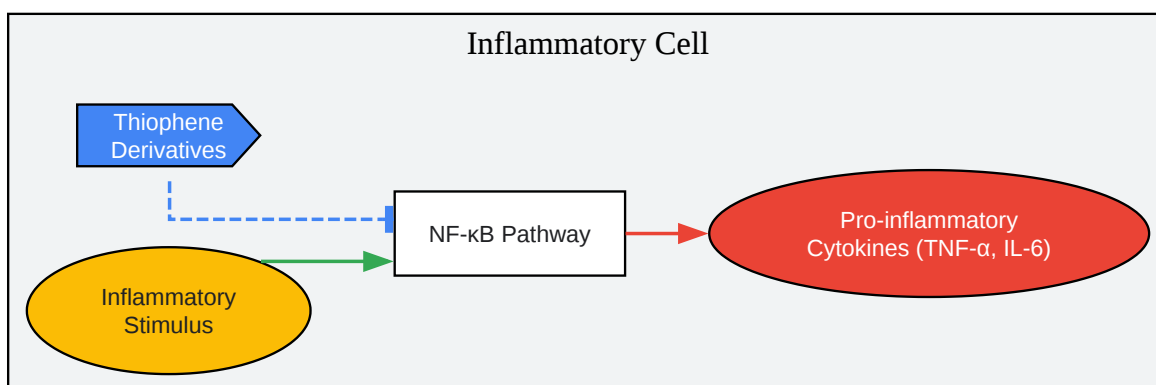 Inflammatory Cell
Thiophene
Derivatives
NF-κB Pathway
Pro-inflammatory
Cytokines (TNF-α, IL-6)
Inflammatory
Stimulus